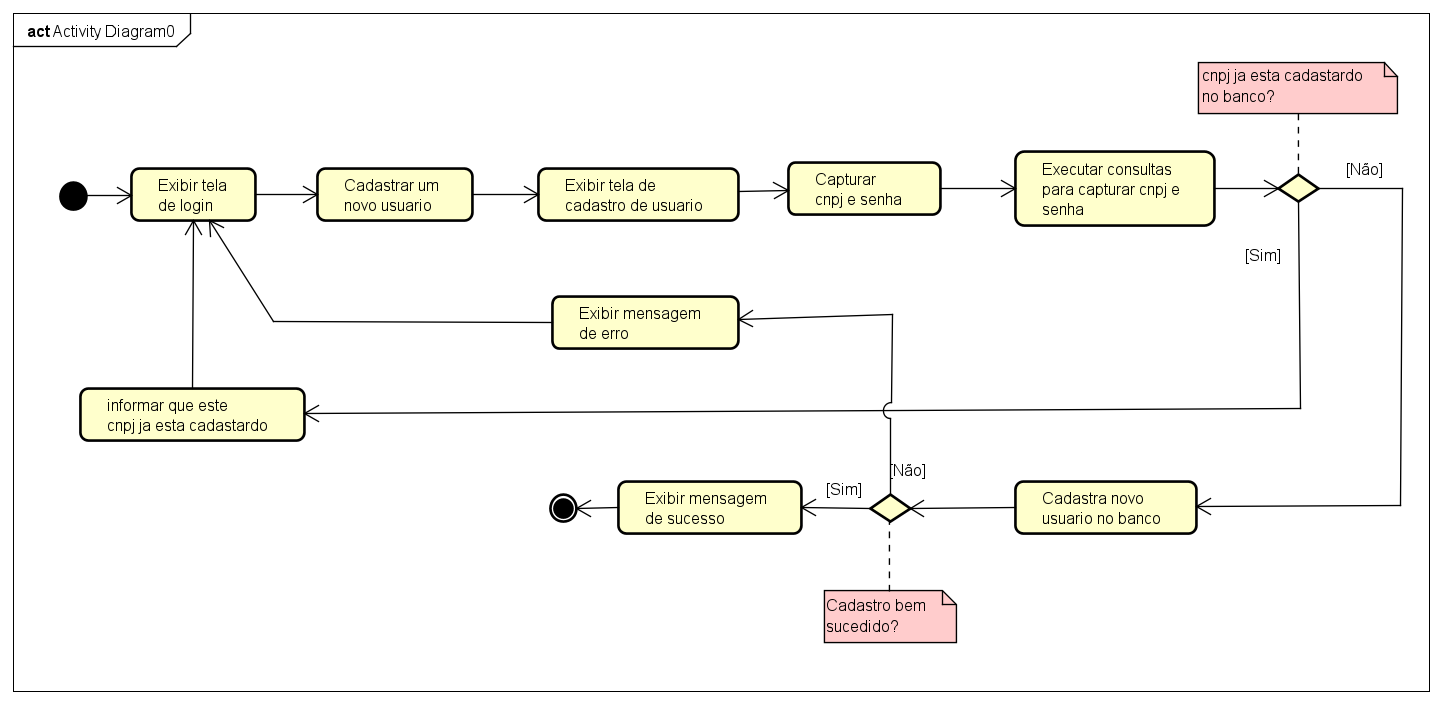 act Activity Diagram0
cnpj ja esta cadastardo
no banco?
Exibir tela
de login
Cadastrar um
novo usuario
Exibir tela de
cadastro de usuario
Capturar
cnpj e senha
Executar consultas
para capturar cnpj e
senha
[Não]
[Sim]
Exibir mensagem
de erro
informar que este
cnpj ja esta cadastardo
[Não]
[Sim]
Exibir mensagem
de sucesso
Cadastra novo
usuario no banco
Cadastro bem
sucedido?